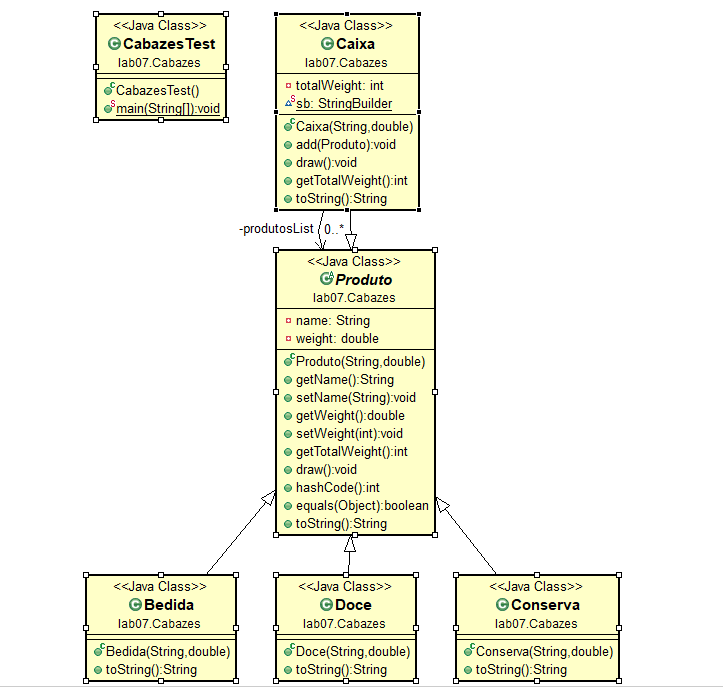 <<Java Class>>
CabazesTest
lab07.Cabazes
CabazesTest()
main(String[]):void
<<Java Class>>
Caixa
lab07.Cabazes
totalWeight: int
sb: StringBuilder
Caixa(String,double)
add(Produto):void
draw():void
getTotalWeight():int
toString():String
-produtosList 0..*
<<Java Class>>
Produto
lab07.Cabazes
name: String
weight: double
Produto(String,double)
getName():String
setName(String):void
getWeight():double
setWeight(int):void
getTotalWeight():int
draw():void
hashCode():int
equals(Object):boolean
toString():String
<<Java Class>>
Bedida
lab07.Cabazes
Bedida(String,double)
toString():String
<<Java Class>>
Doce
lab07.Cabazes
Doce(String,double)
toString():String
<<Java Class>>
Conserva
lab07.Cabazes
Conserva(String,double)
toString():String